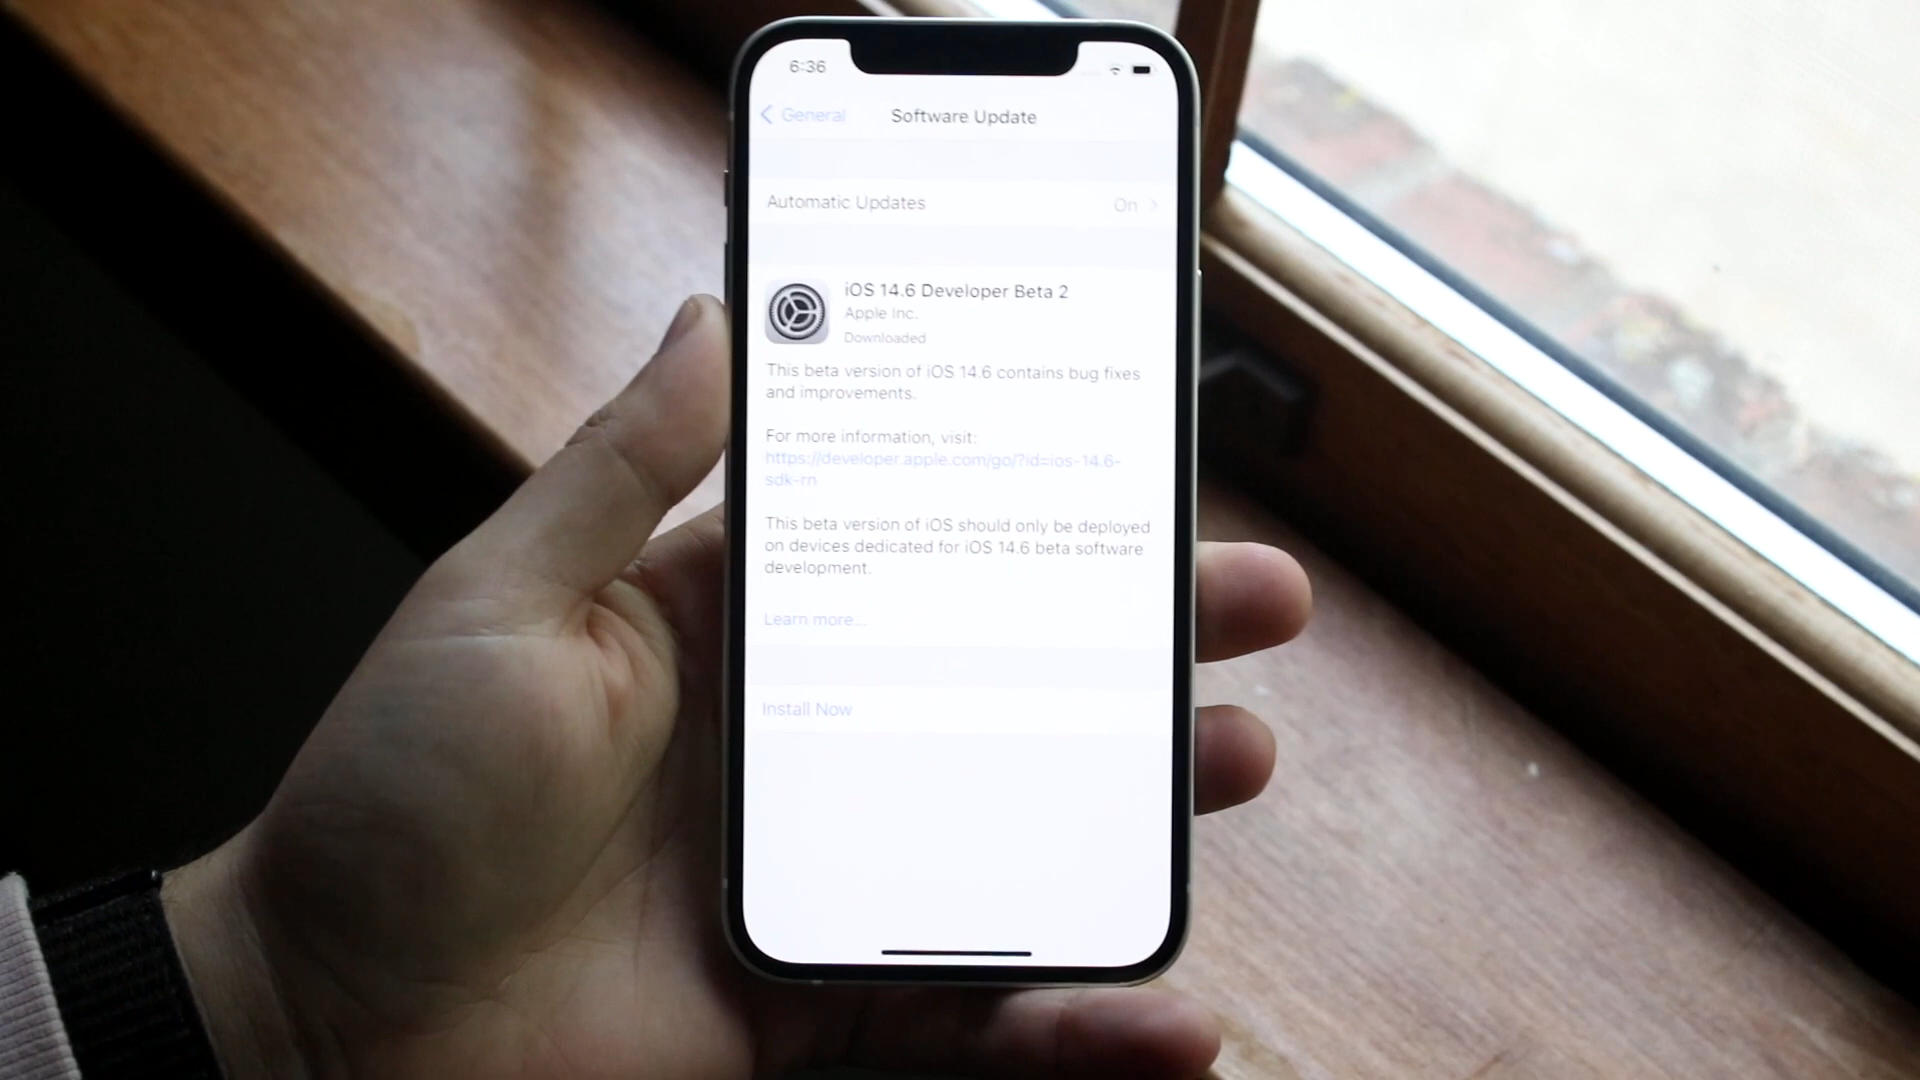 6:36
General
Software Update
Automatic Updates
On
iOS 14.6 Developer Beta 2
Apple Inc.
Downloaded
This beta version of iOS 14.6 contains bug fixes
and improvements.
For more information, visit:
https://developer.apple.com/go/?id=ios-14.6-
sdk-rn
This beta version of iOS should only be deployed
on devices dedicated for iOS 14.6 beta software
development.
Learn more...
Install Now